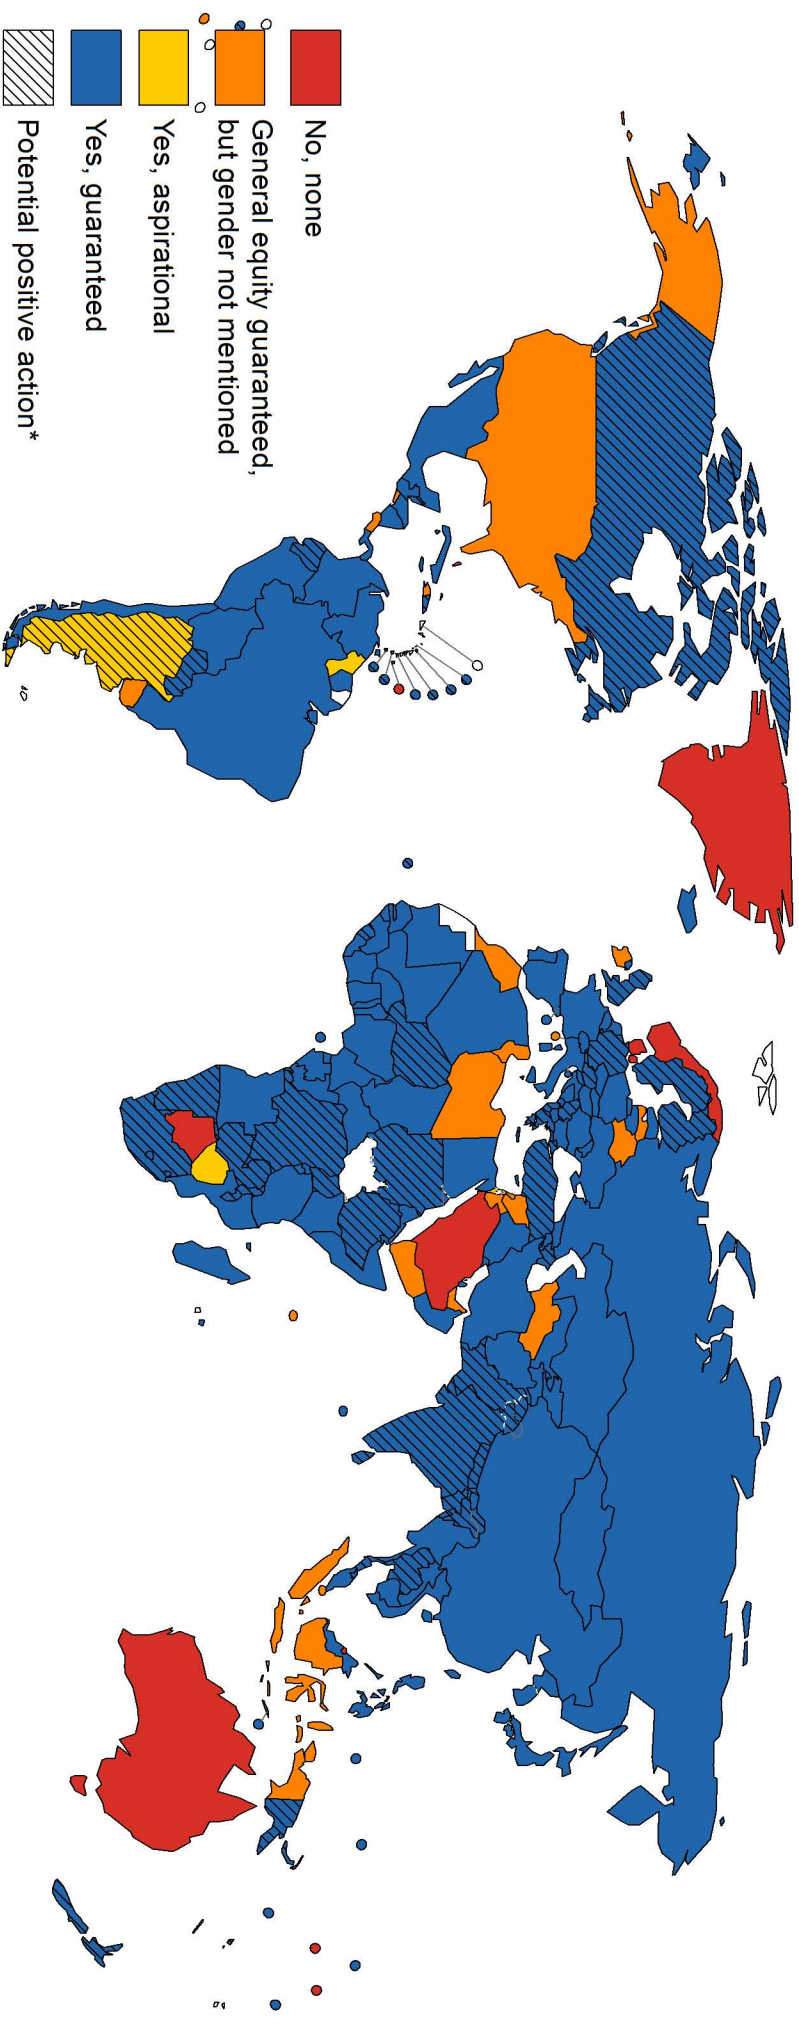 No, none
General equity guaranteed,
but gender not mentioned
Yes, aspirational
Yes, guaranteed
Potential positive action*